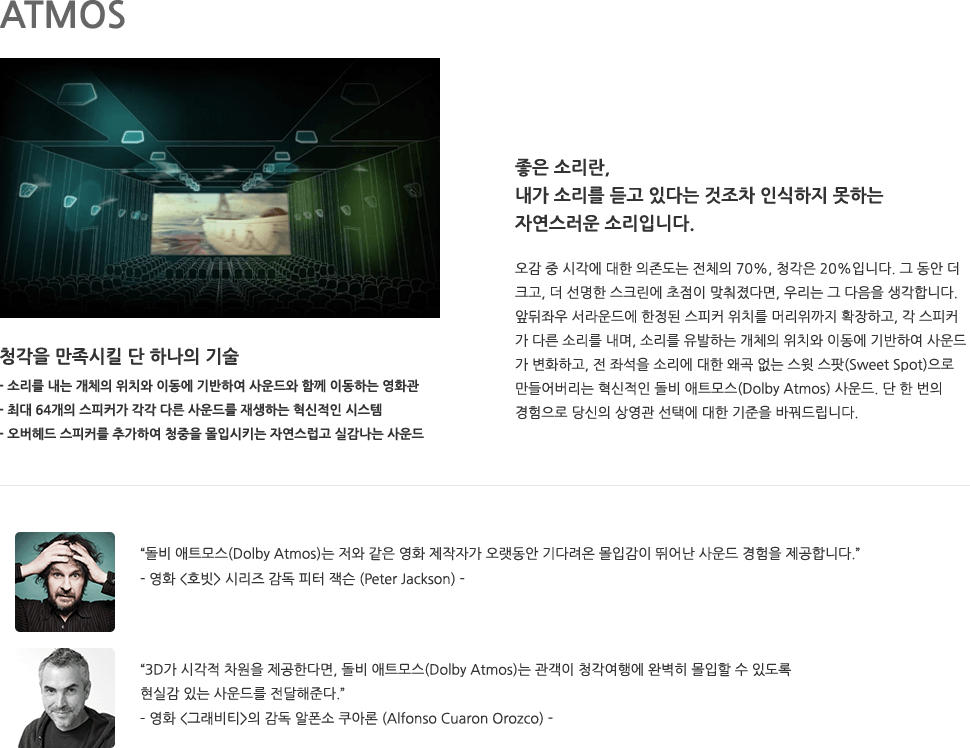 ATMOS
좋은 소리란,
내가 소리를 듣고 있다는 것조차 인식하지 못하는
자연스러운 소리입니다.
오감 중 시각에 대한 의존도는 전체의 70%, 청각은 20%입니다. 그 동안 더
크고, 더 선명한 스크린에 초점이 맞춰졌다면, 우리는 그 다음을 생각합니다.
앞뒤좌우 서라운드에 한정된 스피커 위치를 머리위까지 확장하고, 각 스피커
가 다른 소리를 내며, 소리를 유발하는 개체의 위치와 이동에 기반하여 사운드
가 변화하고, 전 좌석을 소리에 대한 왜곡 없는 스윗 스팟(Sweet Spot)으로
만들어버리는 혁신적인 돌비 애트모스(Dolby Atmos) 사운드. 단 한 번의
경험으로 당신의 상영관 선택에 대한 기준을 바꿔드립니다.
청각을 만족시킬 단 하나의 기술
- 소리를 내는 개체의 위치와 이동에 기반하여 사운드와 함께 이동하는 영화관
- 최대 64개의 스피커가 각각 다른 사운드를 재생하는 혁신적인 시스템
- 오버헤드 스피커를 추가하여 청중을 몰입시키는 자연스럽고 실감나는 사운드
“돌비 애트모스(Dolby Atmos)는 저와 같은 영화 제작자가 오랫동안 기다려온 몰입감이 뛰어난 사운드 경험을 제공합니다.”
- 영화 <호빗> 시리즈 감독 피터 잭슨 (Peter Jackson) -
“3D가 시각적 차원을 제공한다면, 돌비 애트모스(Dolby Atmos)는 관객이 청각여행에 완벽히 몰입할 수 있도록
현실감 있는 사운드를 전달해준다.”
- 영화 <그래비티>의 감독 알폰소 쿠아론 (Alfonso Cuaron Orozco) -